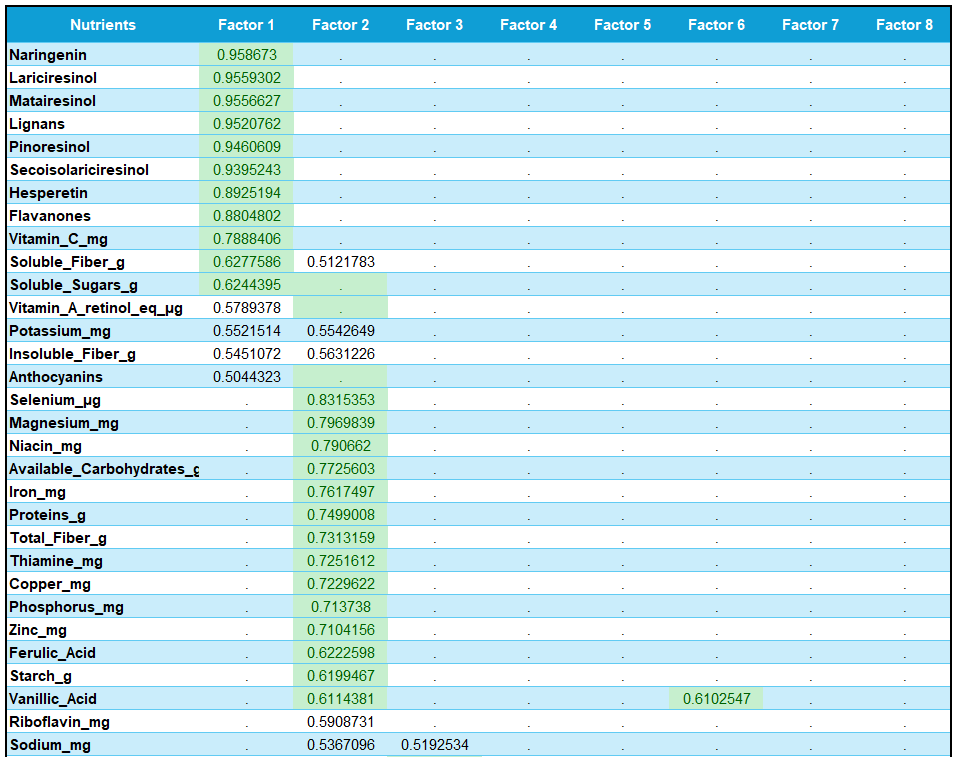 Nutrients Factor 1 Factor 2 Factor 3 Factor 4 Factor 5 Factor 6 Factor 7 Factor 8
Naringenin 0.958673 . . . . . . .
Lariciresinol 0.9559302 . . . . . . .
Matairesinol 0.9556627 . . . . . . .
Lignans 0.9520762 . . . . . . .
Pinoresinol 0.9460609 . . . . . . .
Secoisolariciresinol 0.9395243 . . . . . . .
Hesperetin 0.8925194 . . . . . . .
Flavanones 0.8804802 . . . . . . .
Vitamin_C_mg 0.7888406 . . . . . . .
Soluble_Fiber_g 0.6277586 0.5121783 . . . . . .
Soluble_Sugars_g 0.6244395 . . . . . . .
Vitamin_A_retinol_eq_µg 0.5789378 . . . . . . .
Potassium_mg 0.5521514 0.5542649 . . . . . .
Insoluble_Fiber_g 0.5451072 0.5631226 . . . . . .
Anthocyanins 0.5044323 . . . . . . .
Selenium_µg . 0.8315353 . . . . . .
Magnesium_mg . 0.7969839 . . . . . .
Niacin_mg . 0.790662 . . . . . .
Available_Carbohydrates_g . 0.7725603 . . . . . .
Iron_mg . 0.7617497 . . . . . .
Proteins_g . 0.7499008 . . . . . .
Total_Fiber_g . 0.7313159 . . . . . .
Thiamine_mg . 0.7251612 . . . . . .
Copper_mg . 0.7229622 . . . . . .
Phosphorus_mg . 0.713738 . . . . . .
Zinc_mg . 0.7104156 . . . . . .
Ferulic_Acid . 0.6222598 . . . . . .
Starch_g . 0.6199467 . . . . . .
Vanillic_Acid . 0.6114381 . . . 0.6102547 . .
Riboflavin_mg . 0.5908731 . . . . . .
Sodium_mg . 0.5367096 0.5192534 . . . . .